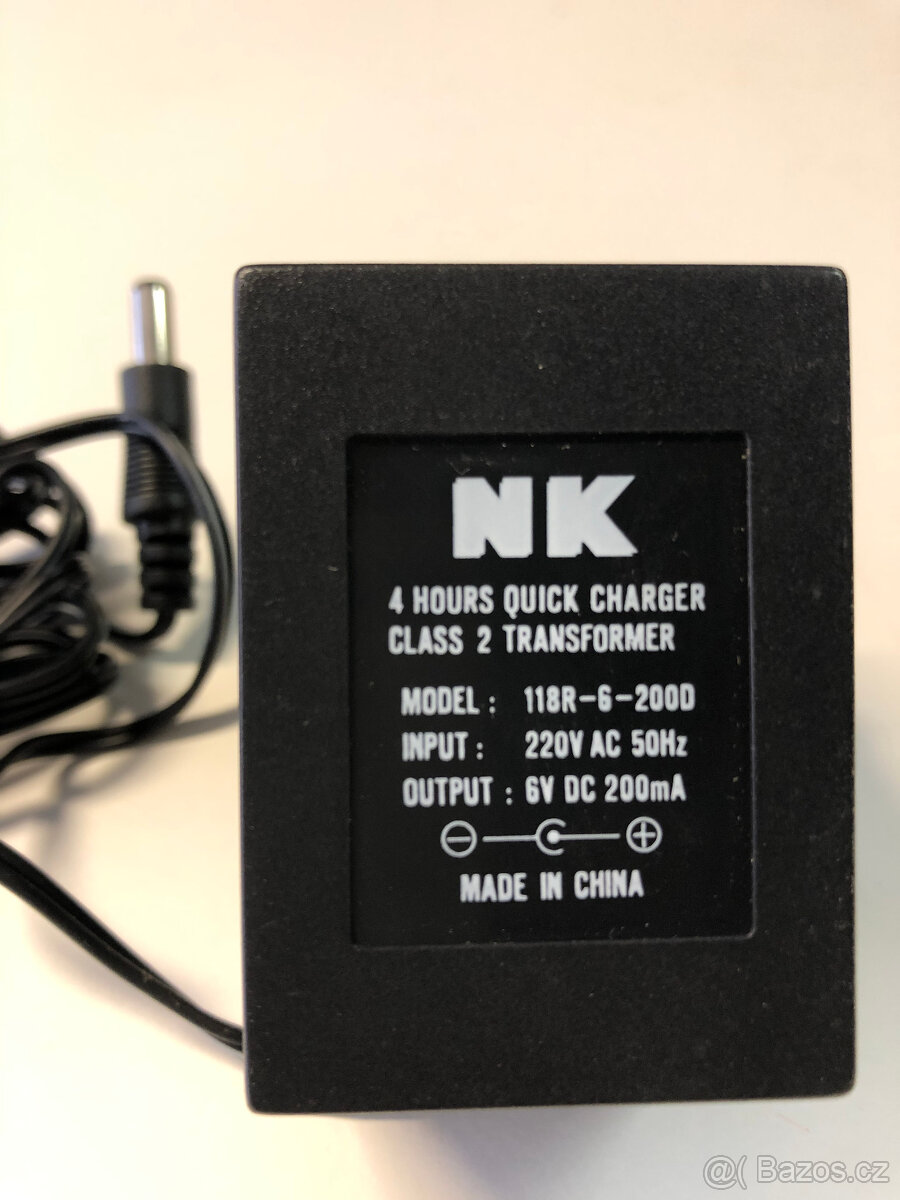 NK
4 HOURS QUICK CHARGER
CLASS 2 TRANSFORMER
MODEL : 118R-6-200D
INPUT : 220V AC 50Hz
OUTPUT : 6V DC 200mA
MADE IN CHINA
@( Bazos.cz